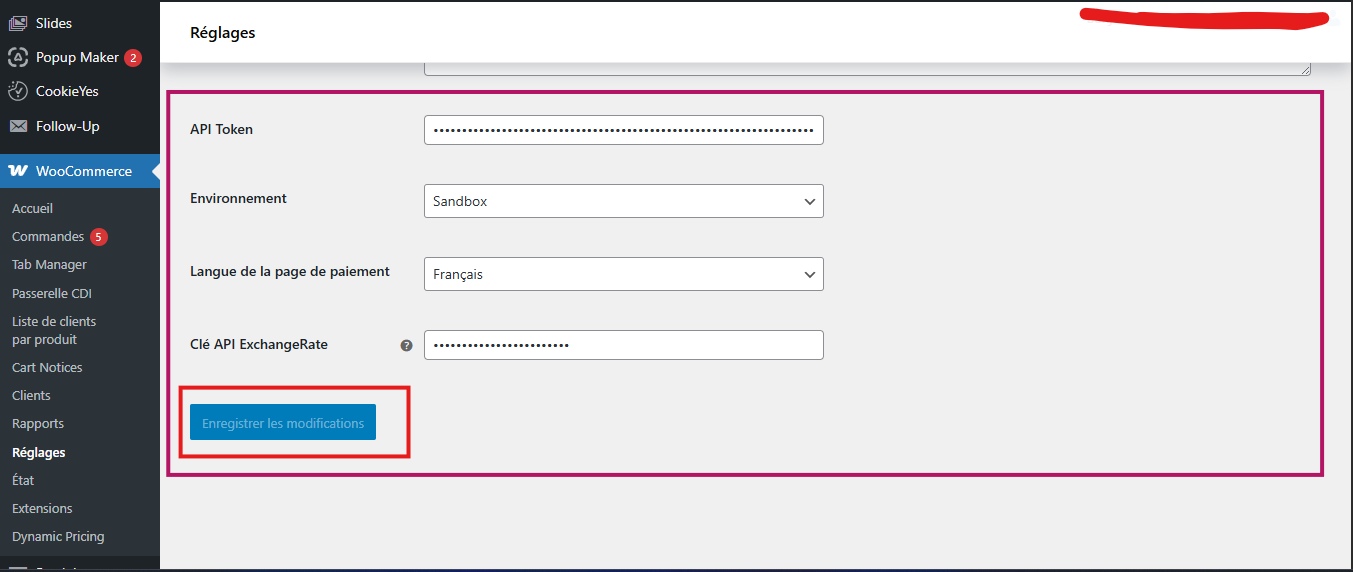 Slides
Popup Maker 2
CookieYes
Follow-Up
WooCommerce
Accueil
Commandes 5
Tab Manager
Passerelle CDI
Liste de clients
par produit
Cart Notices
Clients
Rapports
Réglages
État
Extensions
Dynamic Pricing
Réglages
API Token
Environnement
Sandbox
Langue de la page de paiement
Français
Clé API ExchangeRate
?
Enregistrer les modifications